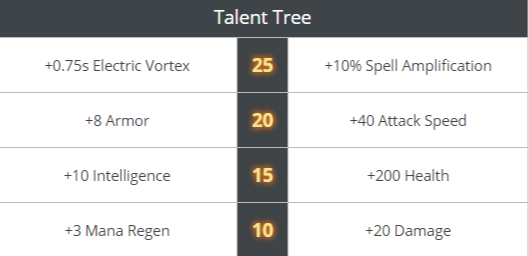 Talent Tree
+0.75s Electric Vortex 25 +10% Spell Amplification
+8 Armor 20 +40 Attack Speed
+10 Intelligence 15 +200 Health
+3 Mana Regen 10 +20 Damage